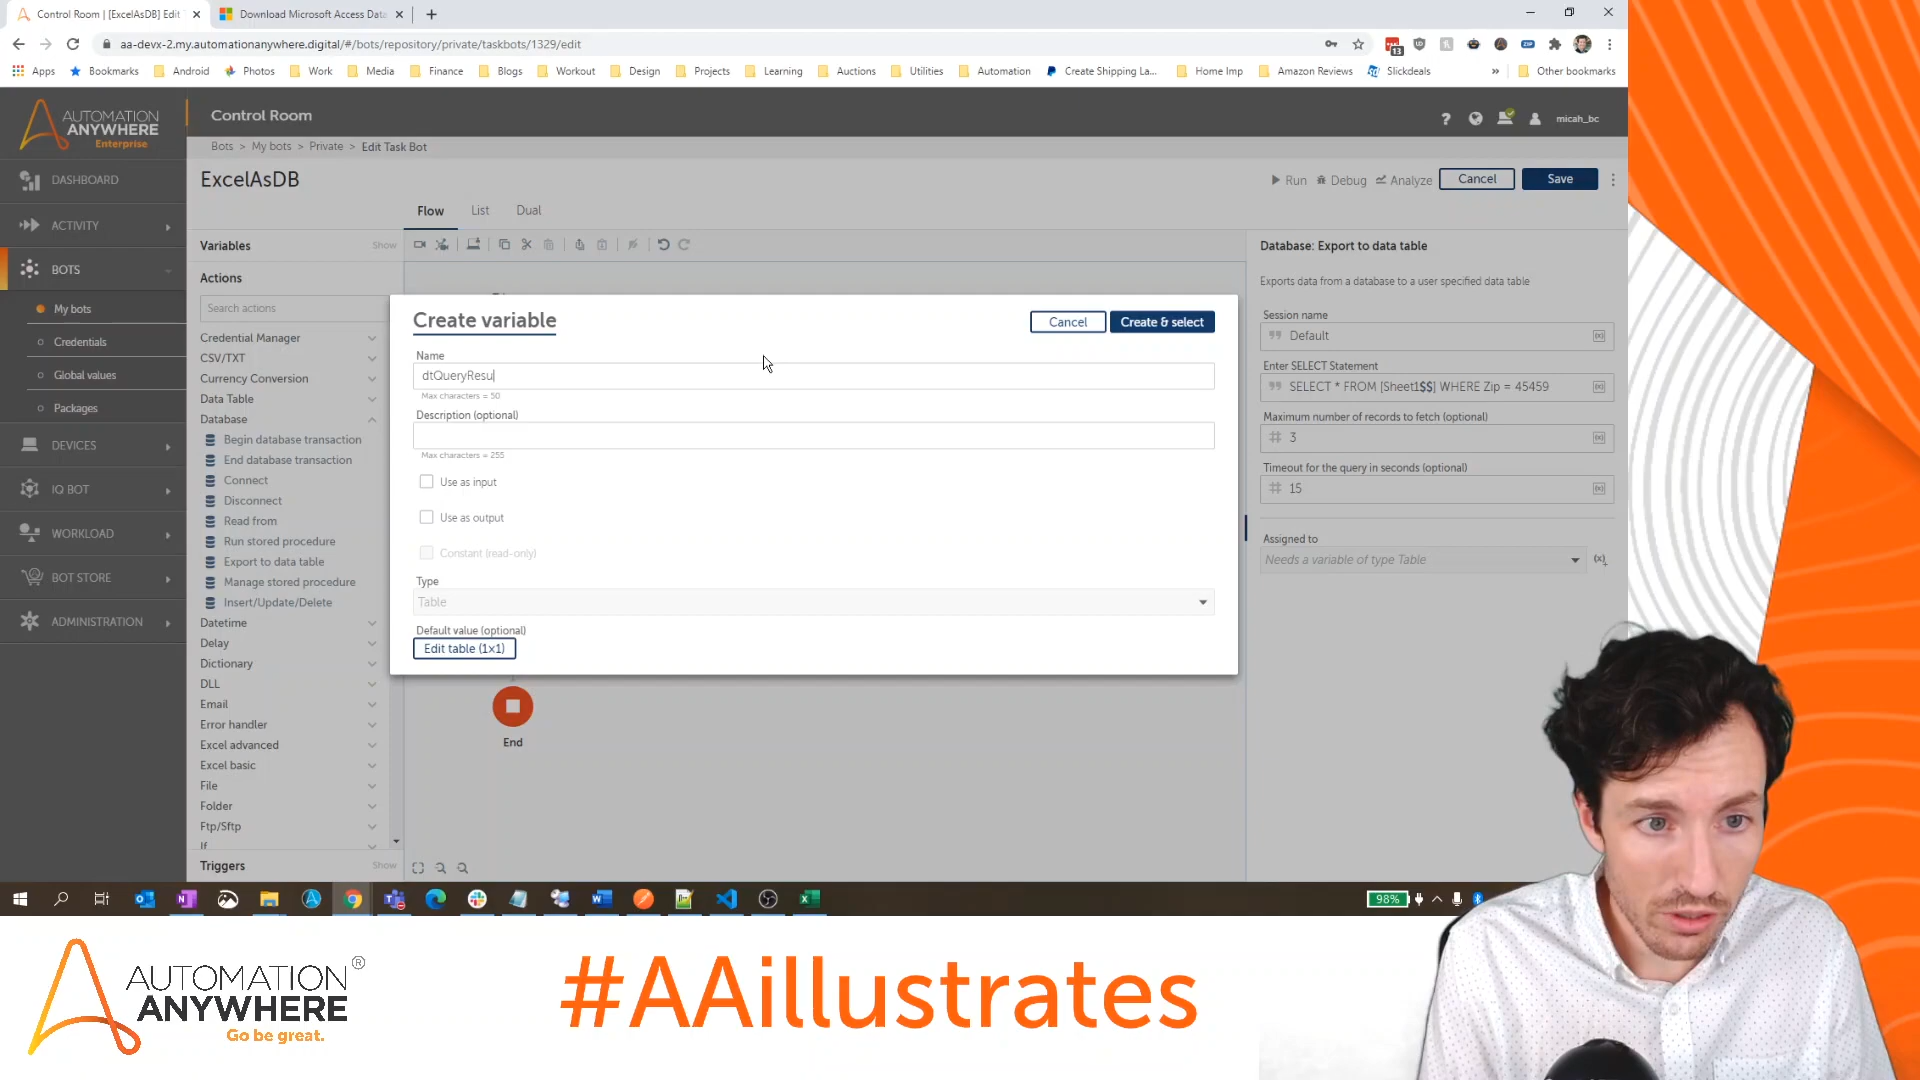 Control Room | [ExcelAsDB] Edit
Download Microsoft Access Data
aa-devx-2.my.automationanywhere.digital/#/bots/repository/private/taskbots/1329/edit
13
Apps
Bookmarks
Android
Photos
Work
Media
Finance
Blogs
Workout
Design
Projects
Learning
Auctions
Utilities
Automation
Create Shipping La...
Home Imp
Amazon Reviews
Slickdeals
»
Other bookmarks
AUTOMATION
ANYWHERE
Enterprise
Control Room
micah_bc
Bots > My bots > Private > Edit Task Bot
ExcelAsDB
Run
Debug
Analyze
Cancel
Save
DASHBOARD
ACTIVITY
BOTS
My bots
Credentials
Global values
Packages
DEVICES
IQ BOT
WORKLOAD
BOT STORE
ADMINISTRATION
Flow
List
Dual
Variables
Show
Actions
Search actions
Credential Manager
CSV/TXT
Currency Conversion
Data Table
Database
Begin database transaction
End database transaction
Connect
Disconnect
Read from
Run stored procedure
Export to data table
Manage stored procedure
Insert/Update/Delete
Datetime
Delay
Dictionary
DLL
Email
Error handler
Excel advanced
Excel basic
File
Folder
Ftp/Sftp
If
Triggers
Show
Create variable
Cancel
Create & select
Name
dtQueryResu
Max characters = 50
Description (optional)
Max characters = 255
Use as input
Use as output
Constant (read-only)
Type
Table
Default value (optional)
Edit table (1×1)
End
Database: Export to data table
Exports data from a database to a user specified data table
Session name
Default
Enter SELECT Statement
SELECT * FROM [Sheet1$$] WHERE Zip = 45459
Maximum number of records to fetch (optional)
3
Timeout for the query in seconds (optional)
15
Assigned to
Needs a variable of type Table
98%
AUTOMATION
ANYWHERE
®
Go be great.
#AAillustrates